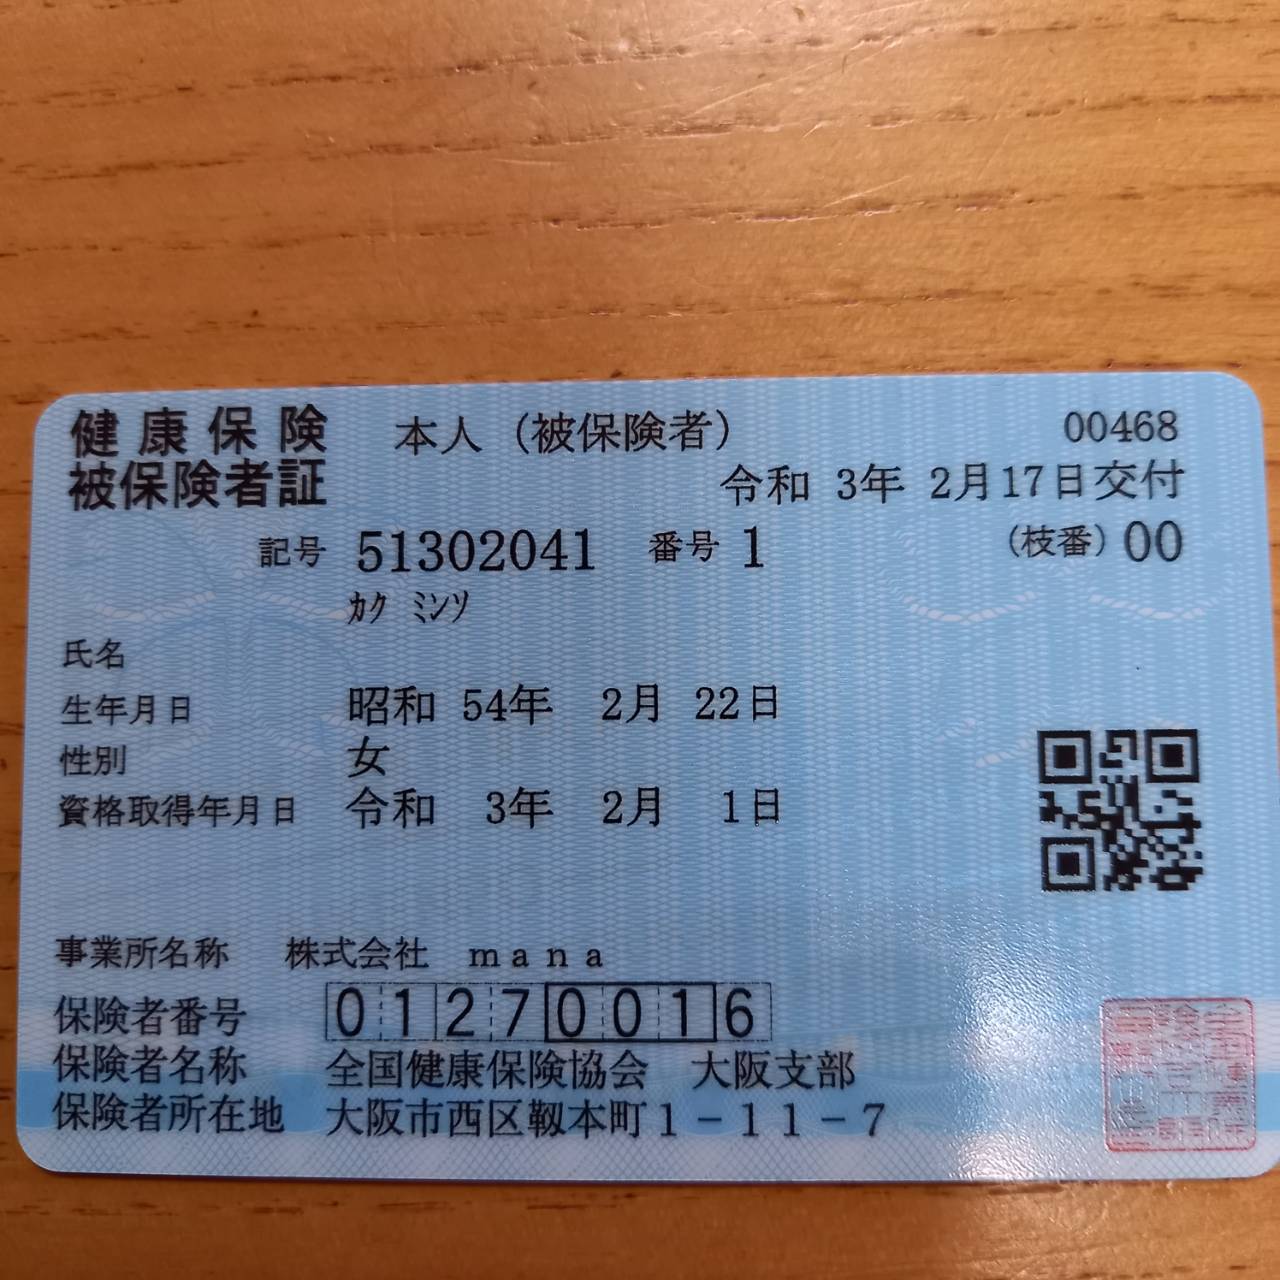 健康保険 本人（被保険者） 00468
被保険者証 令和 3年 2月17日交付
記号 51302041 番号 1 (枝番) 00
ｶｸ ﾐﾝｿ
氏名
生年月日 昭和 54年 2月 22日
性別 女
資格取得年月日 令和 3年 2月 1日
事業所名称 株式会社 ｍａｎａ
保険者番号 01270016
保険者名称 全国健康保険協会 大阪支部
保険者所在地 大阪市西区靱本町１－１１－７